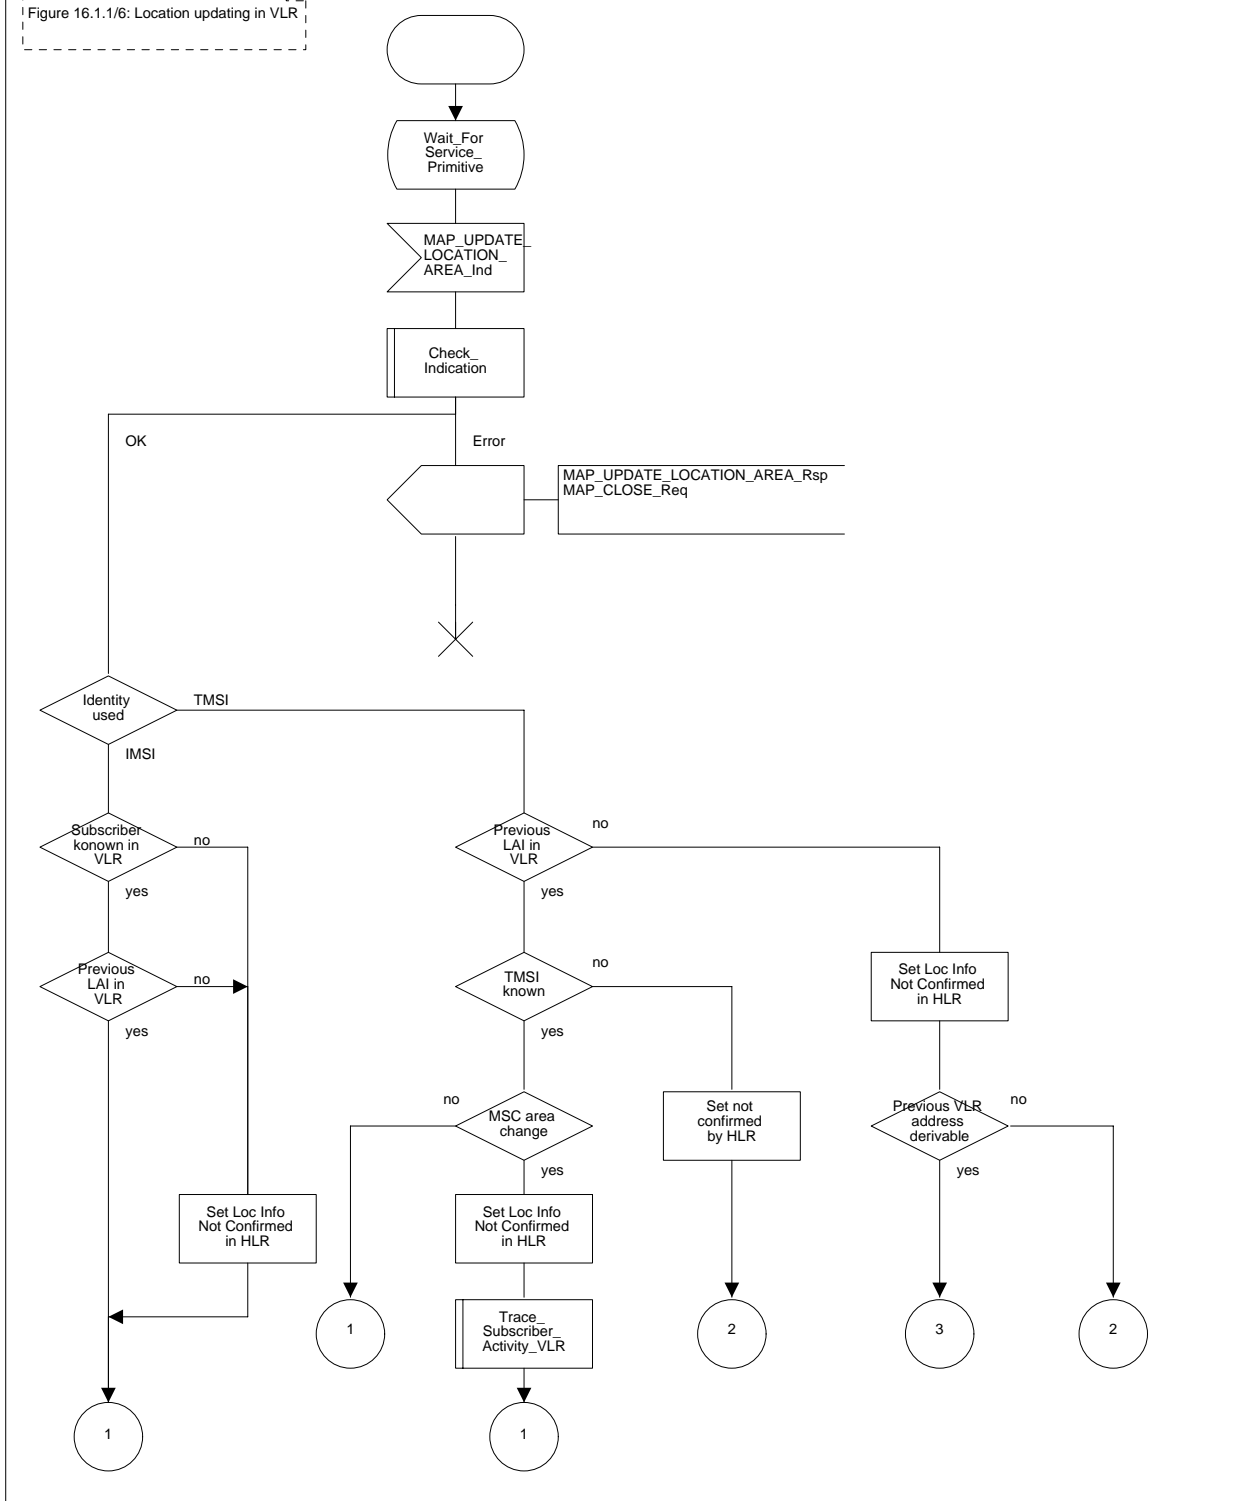 Figure 16.1.1/6: Location updating in VLR
Wait_For
Service_
Primitive
MAP_UPDATE_
LOCATION_
AREA_Ind
Check_
Indication
OK
Error
MAP_UPDATE_LOCATION_AREA_Rsp
MAP_CLOSE_Req
Identity
used
TMSI
IMSI
Subscriber
konown in
VLR
no
yes
Previous
LAI in
VLR
no
yes
Previous
LAI in
VLR
no
yes
TMSI
known
no
yes
Set Loc Info
Not Confirmed
in HLR
no
MSC area
change
yes
Set not
confirmed
by HLR
Previous VLR
address
derivable
no
yes
Set Loc Info
Not Confirmed
in HLR
Set Loc Info
Not Confirmed
in HLR
1
Trace_
Subscriber_
Activity_VLR
2
3
2
1
1